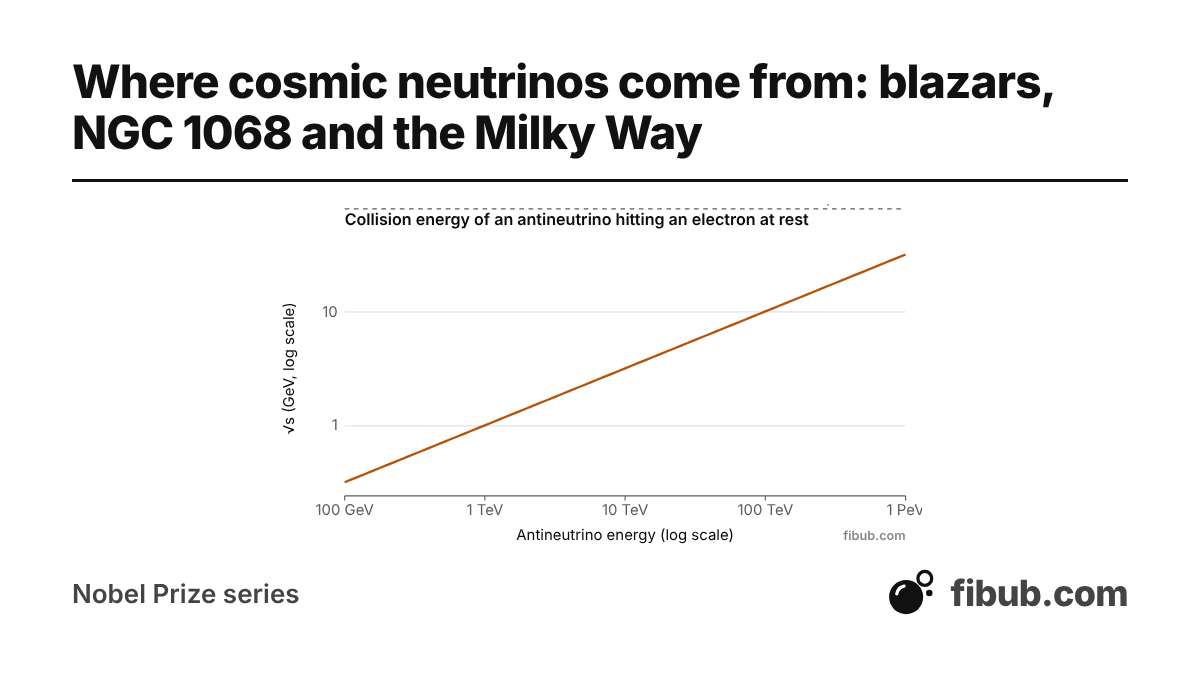 Where cosmic neutrinos come from: blazars,
NGC 1068 and the Milky Way
Collision energy of an antineutrino hitting an electron at rest
√s (GeV, log scale)
10
1
100 GeV
1 TeV
10 TeV
100 TeV
1 PeV
Antineutrino energy (log scale)
fibub.com
Nobel Prize series
fibub.com